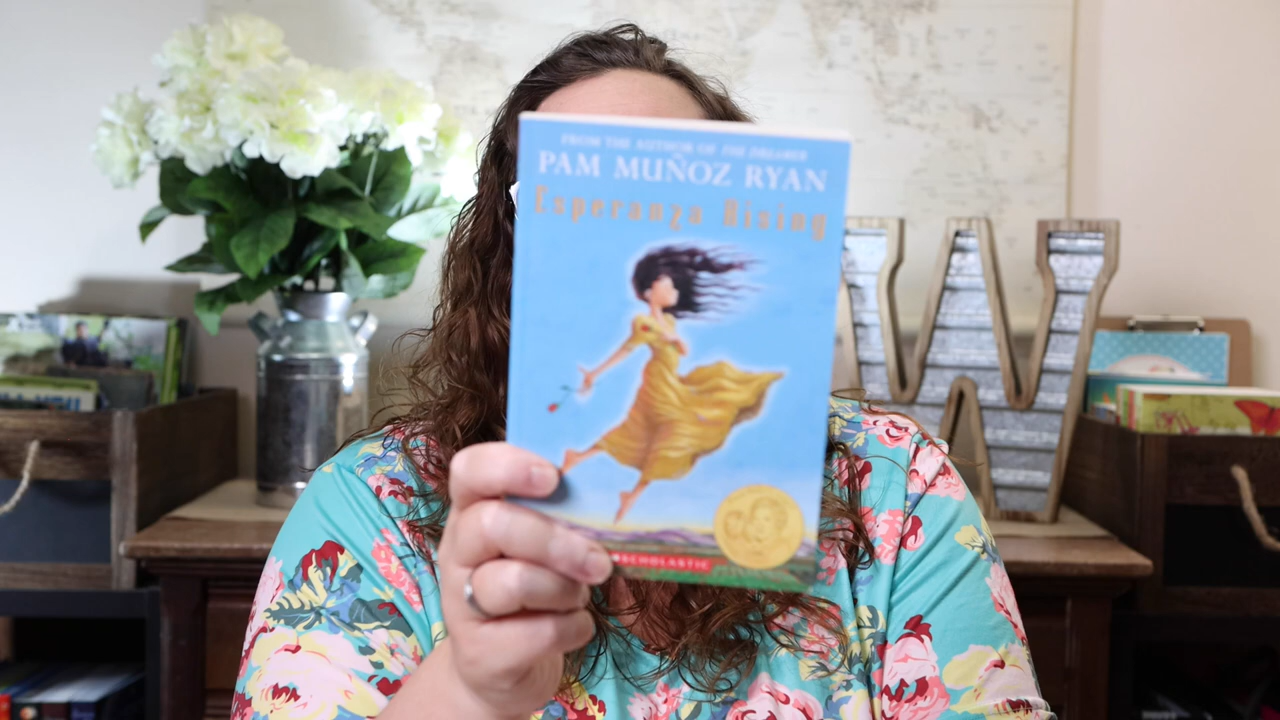 FROM THE AUTHOR OF THE DREAMER
PAM MUÑOZ RYAN
Esperanza Rising
SCHOLASTIC
W